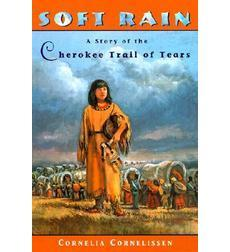 SOFT RAIN
A Story of the
Cherokee Trail of Tears
CORNELIA CORNELISSEN